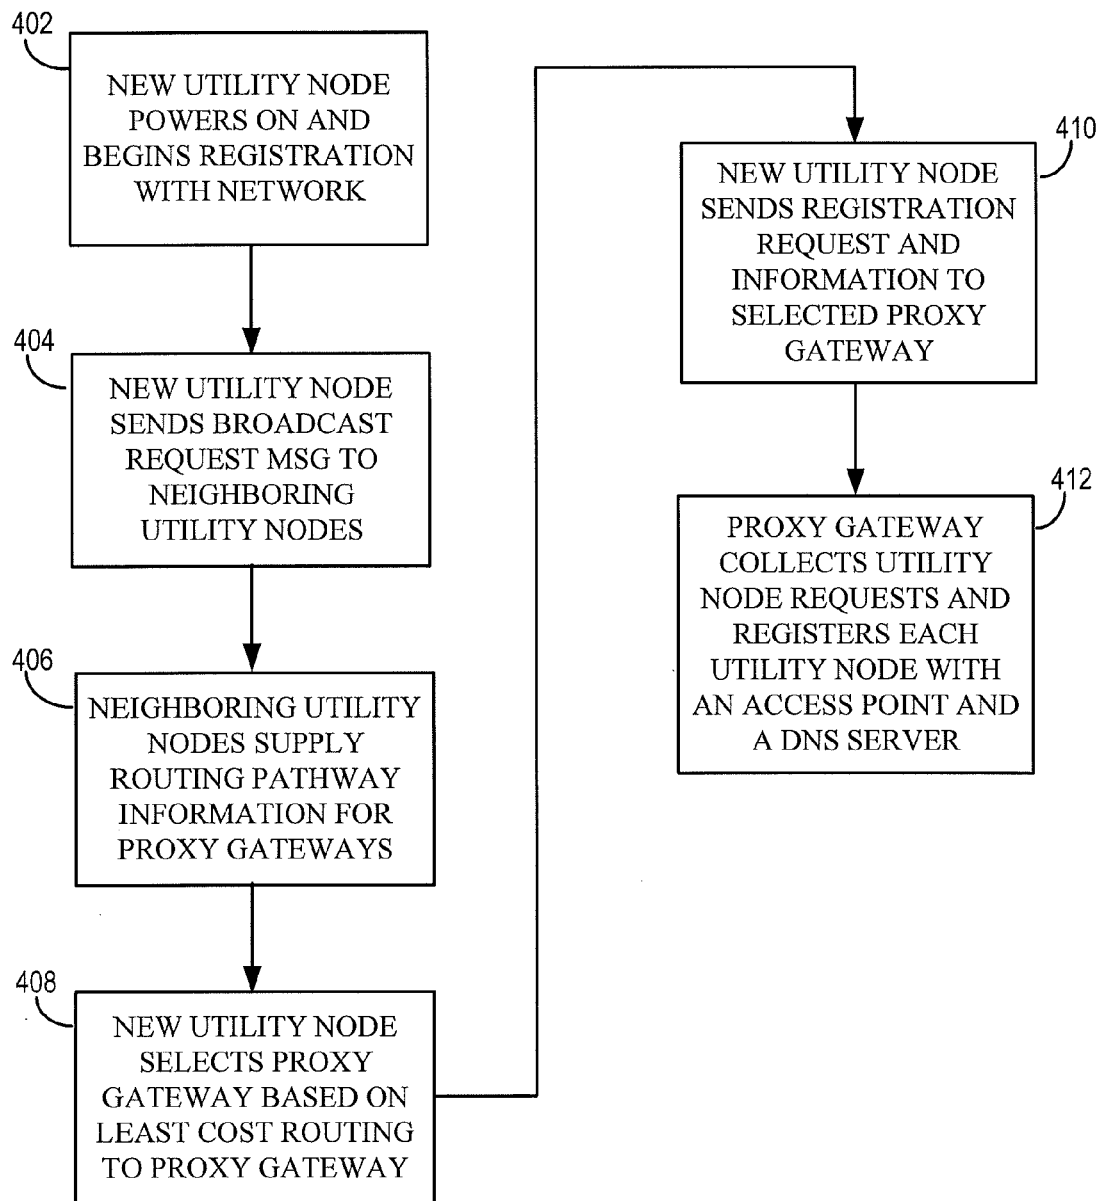 402
NEW UTILITY NODE
POWERS ON AND
BEGINS REGISTRATION
WITH NETWORK
404
NEW UTILITY NODE
SENDS BROADCAST
REQUEST MSG TO
NEIGHBORING
UTILITY NODES
406
NEIGHBORING UTILITY
NODES SUPPLY
ROUTING PATHWAY
INFORMATION FOR
PROXY GATEWAYS
408
NEW UTILITY NODE
SELECTS PROXY
GATEWAY BASED ON
LEAST COST ROUTING
TO PROXY GATEWAY
410
NEW UTILITY NODE
SENDS REGISTRATION
REQUEST AND
INFORMATION TO
SELECTED PROXY
GATEWAY
412
PROXY GATEWAY
COLLECTS UTILITY
NODE REQUESTS AND
REGISTERS EACH
UTILITY NODE WITH
AN ACCESS POINT AND
A DNS SERVER